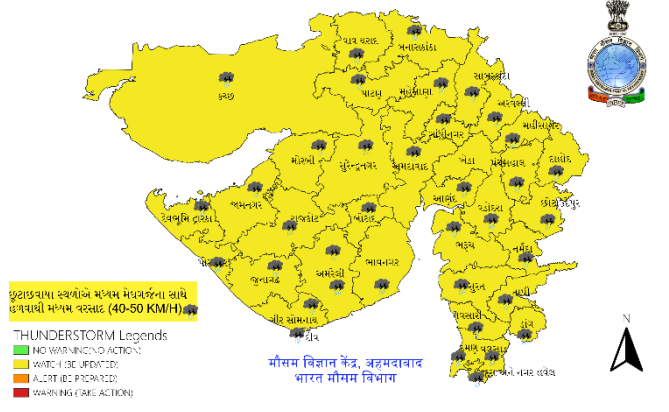 વાવ થરાદ
બનાસકાંઠા
પાટણ
મહેસાણા
સાબરકાંઠા
અરવલ્લી
કચ્છ
ગાંધીનગર
મહીસાગર
મોરબી
સુરેન્દ્રનગર
અમદાવાદ
ખેડા
પંચમહાલ
દાહોદ
જામનગર
આણંદ
વડોદરા
છોટાઉદેપુર
દેવભૂમિ દ્વારકા
રાજકોટ
બોટાદ
ભરૂચ
નર્મદા
જુનાગઢ
અમરેલી
ભાવનગર
સુરત
તાપી
છુટાછવાયા સ્થળોએ મધ્યમ મેઘગર્જના સાથે
હળવાથી મધ્યમ વરસાદ (40-50 KM/H)
ગીર સોમનાથ
નવસારી
ડાંગ
દીવ
THUNDERSTORM Legends
NO WARNING(NO ACTION)
WATCH (BE UPDATED)
ALERT (BE PREPARED)
WARNING (TAKE ACTION)
मौसम विज्ञान केंद्र, अहमदाबाद
भारत मौसम विभाग
વલસાડ
અને નગર હવેલી
N